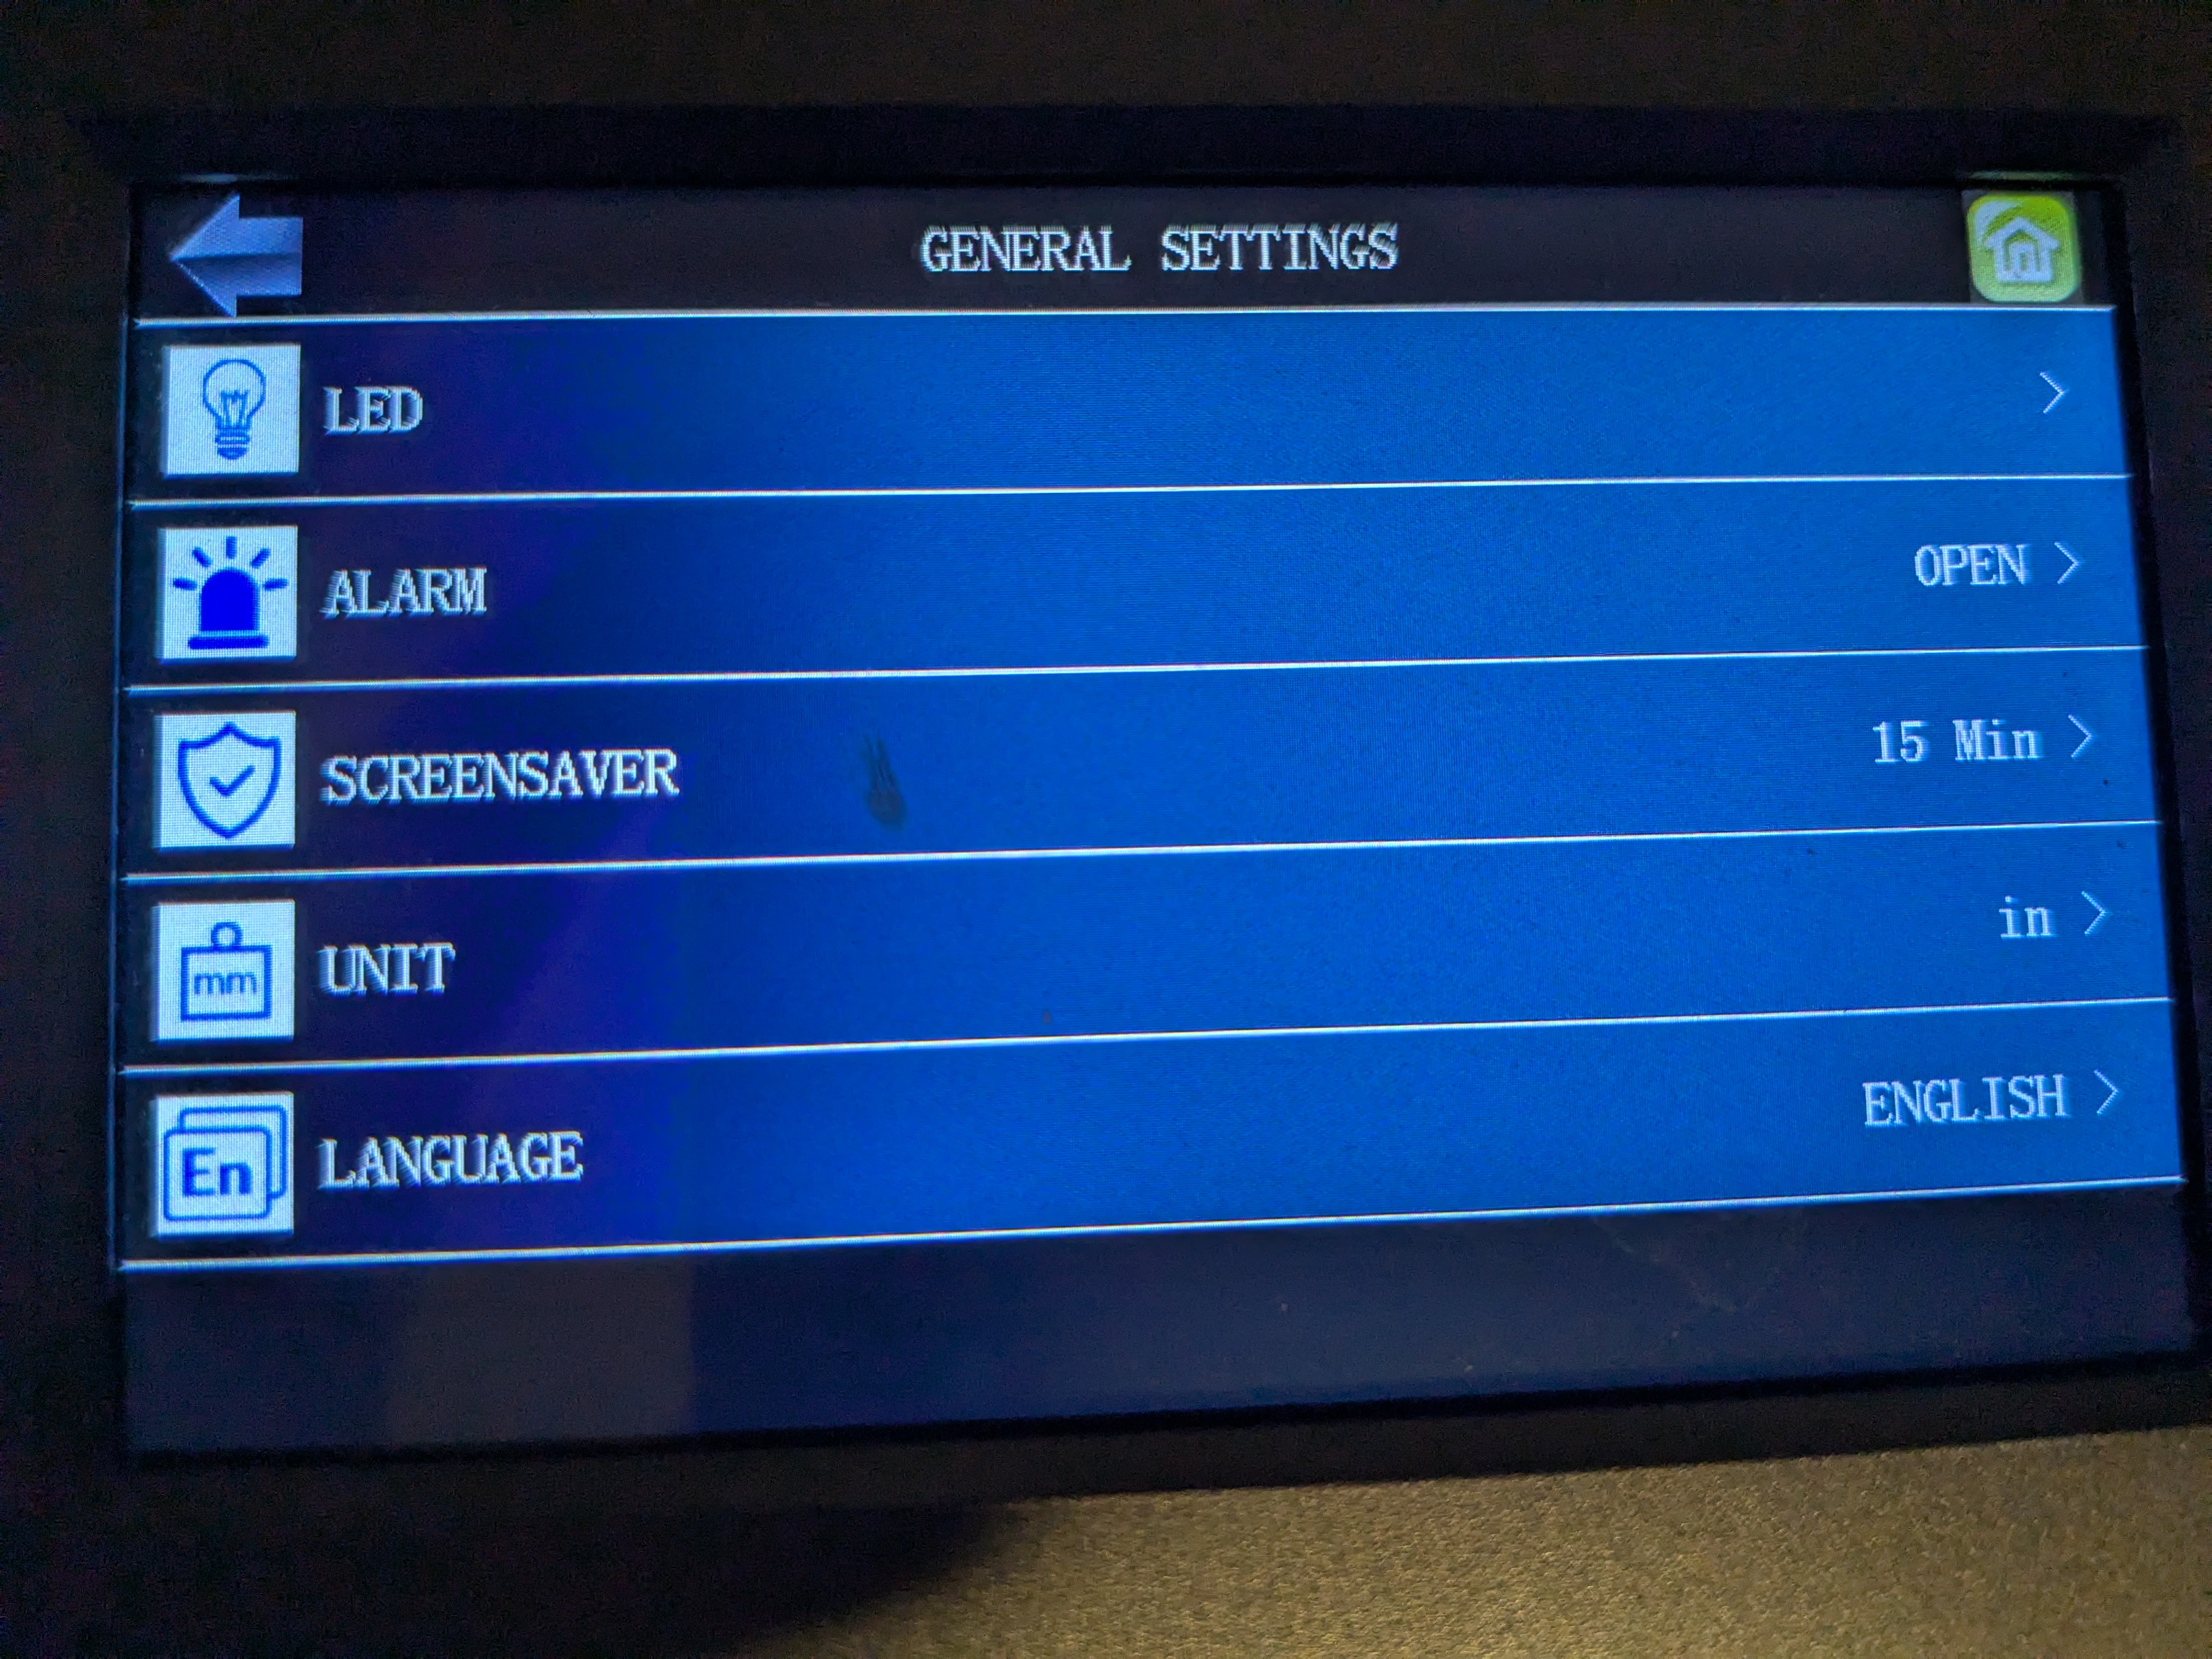 GENERAL SETTINGS
LED >
ALARM OPEN >
SCREENSAVER 15 Min >
mm UNIT in >
En LANGUAGE ENGLISH >